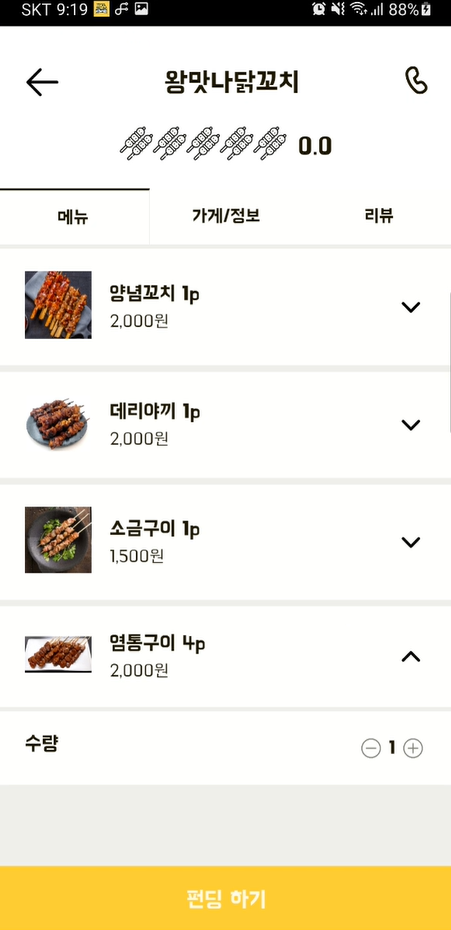 SKT 9:19 88%
왕맛나닭꼬치
0.0
메뉴 가게/정보 리뷰
양념꼬치 1p
2,000원
데리야끼 1p
2,000원
소금구이 1p
1,500원
염통구이 4p
2,000원
수량 1
펀딩 하기